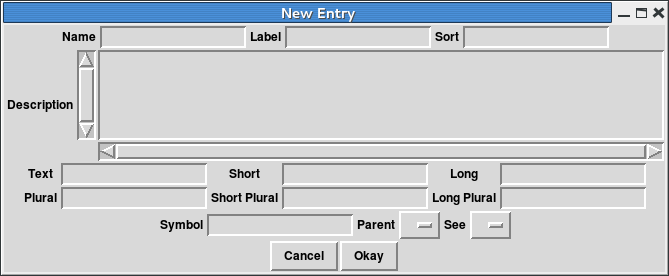 New Entry
Name Label Sort
Description
Text Short Long
Plural Short Plural Long Plural
Symbol Parent See
Cancel Okay